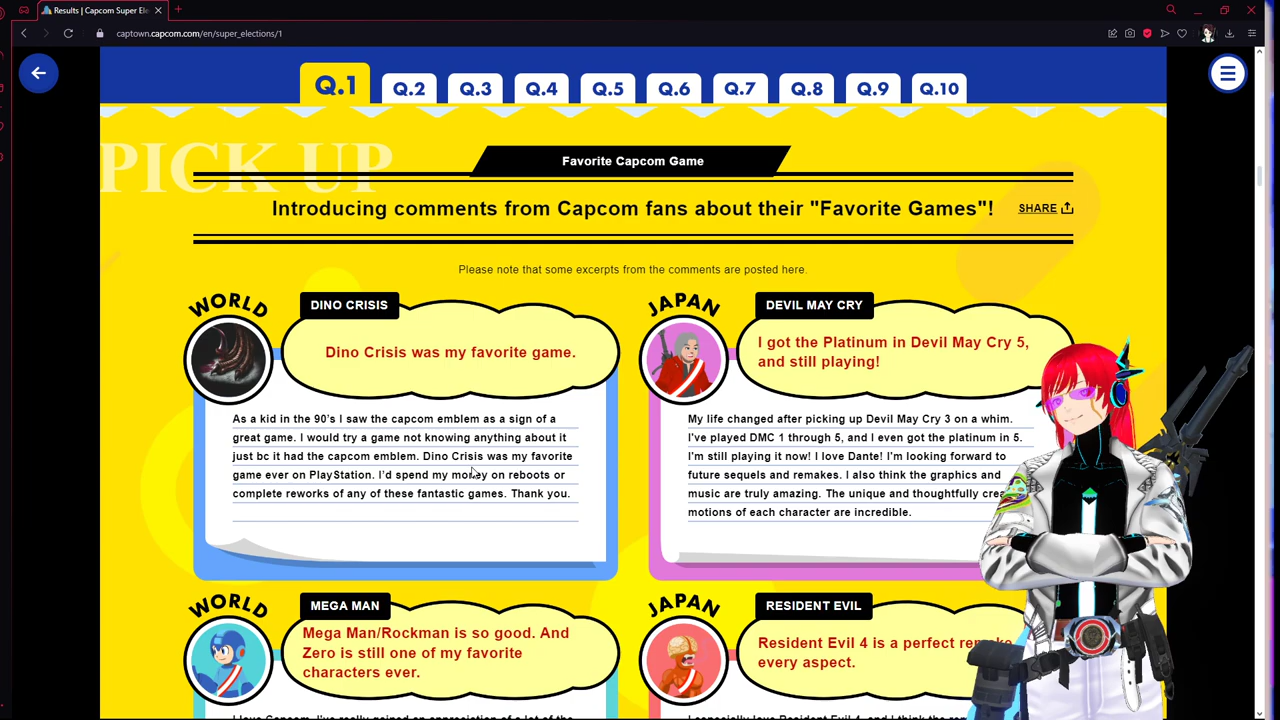 Results | Capcom Super Ele
captown.capcom.com/en/super_elections/1
Q.1
Q.2
Q.3
Q.4
Q.5
Q.6
Q.7
Q.8
Q.9
Q.10
PICK UP
Favorite Capcom Game
Introducing comments from Capcom fans about their "Favorite Games"!
SHARE
Please note that some excerpts from the comments are posted here.
WORLD
DINO CRISIS
Dino Crisis was my favorite game.
As a kid in the 90's I saw the capcom emblem as a sign of a
great game. I would try a game not knowing anything about it
just bc it had the capcom emblem. Dino Crisis was my favorite
game ever on PlayStation. I'd spend my money on reboots or
complete reworks of any of these fantastic games. Thank you.
JAPAN
DEVIL MAY CRY
I got the Platinum in Devil May Cry 5,
and still playing!
My life changed after picking up Devil May Cry 3 on a whim.
I've played DMC 1 through 5, and I even got the platinum in 5.
I'm still playing it now! I love Dante! I'm looking forward to
future sequels and remakes. I also think the graphics and
music are truly amazing. The unique and thoughtfully
motions of each character are incredible.
WORLD
MEGA MAN
Mega Man/Rockman is so good. And
Zero is still one of my favorite
characters ever.
JAPAN
RESIDENT EVIL
Resident Evil 4 is a perfect
every aspect.